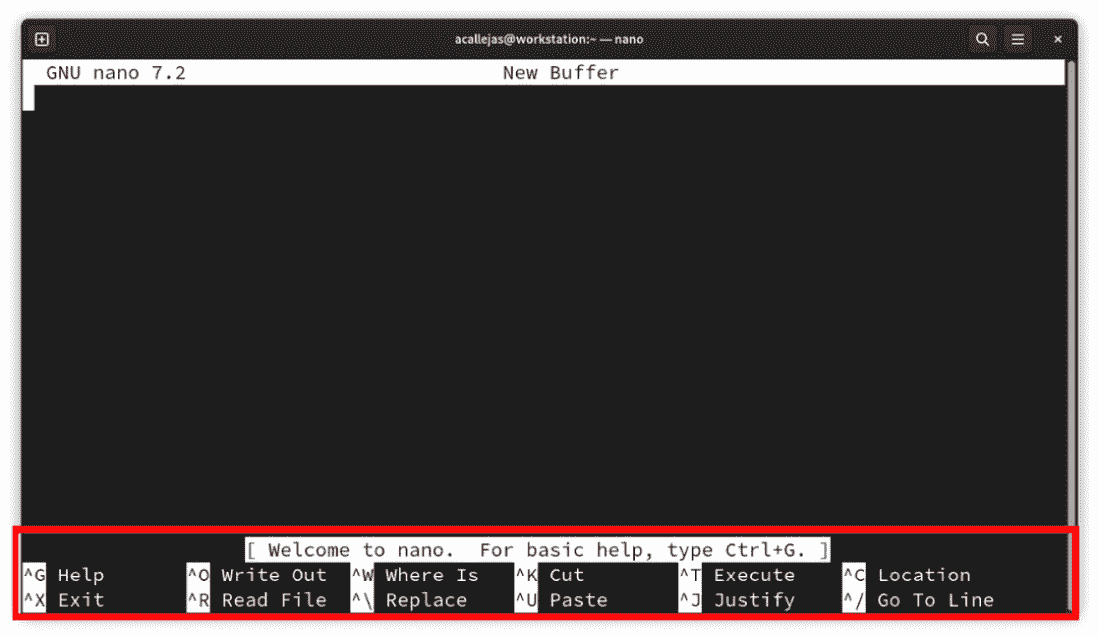 acallejas@workstation:~ — nano
GNU nano 7.2 New Buffer
[ Welcome to nano.  For basic help, type Ctrl+G. ]
^G Help ^O Write Out ^W Where Is ^K Cut ^T Execute ^C Location
^X Exit ^R Read File ^\ Replace ^U Paste ^J Justify ^/ Go To Line